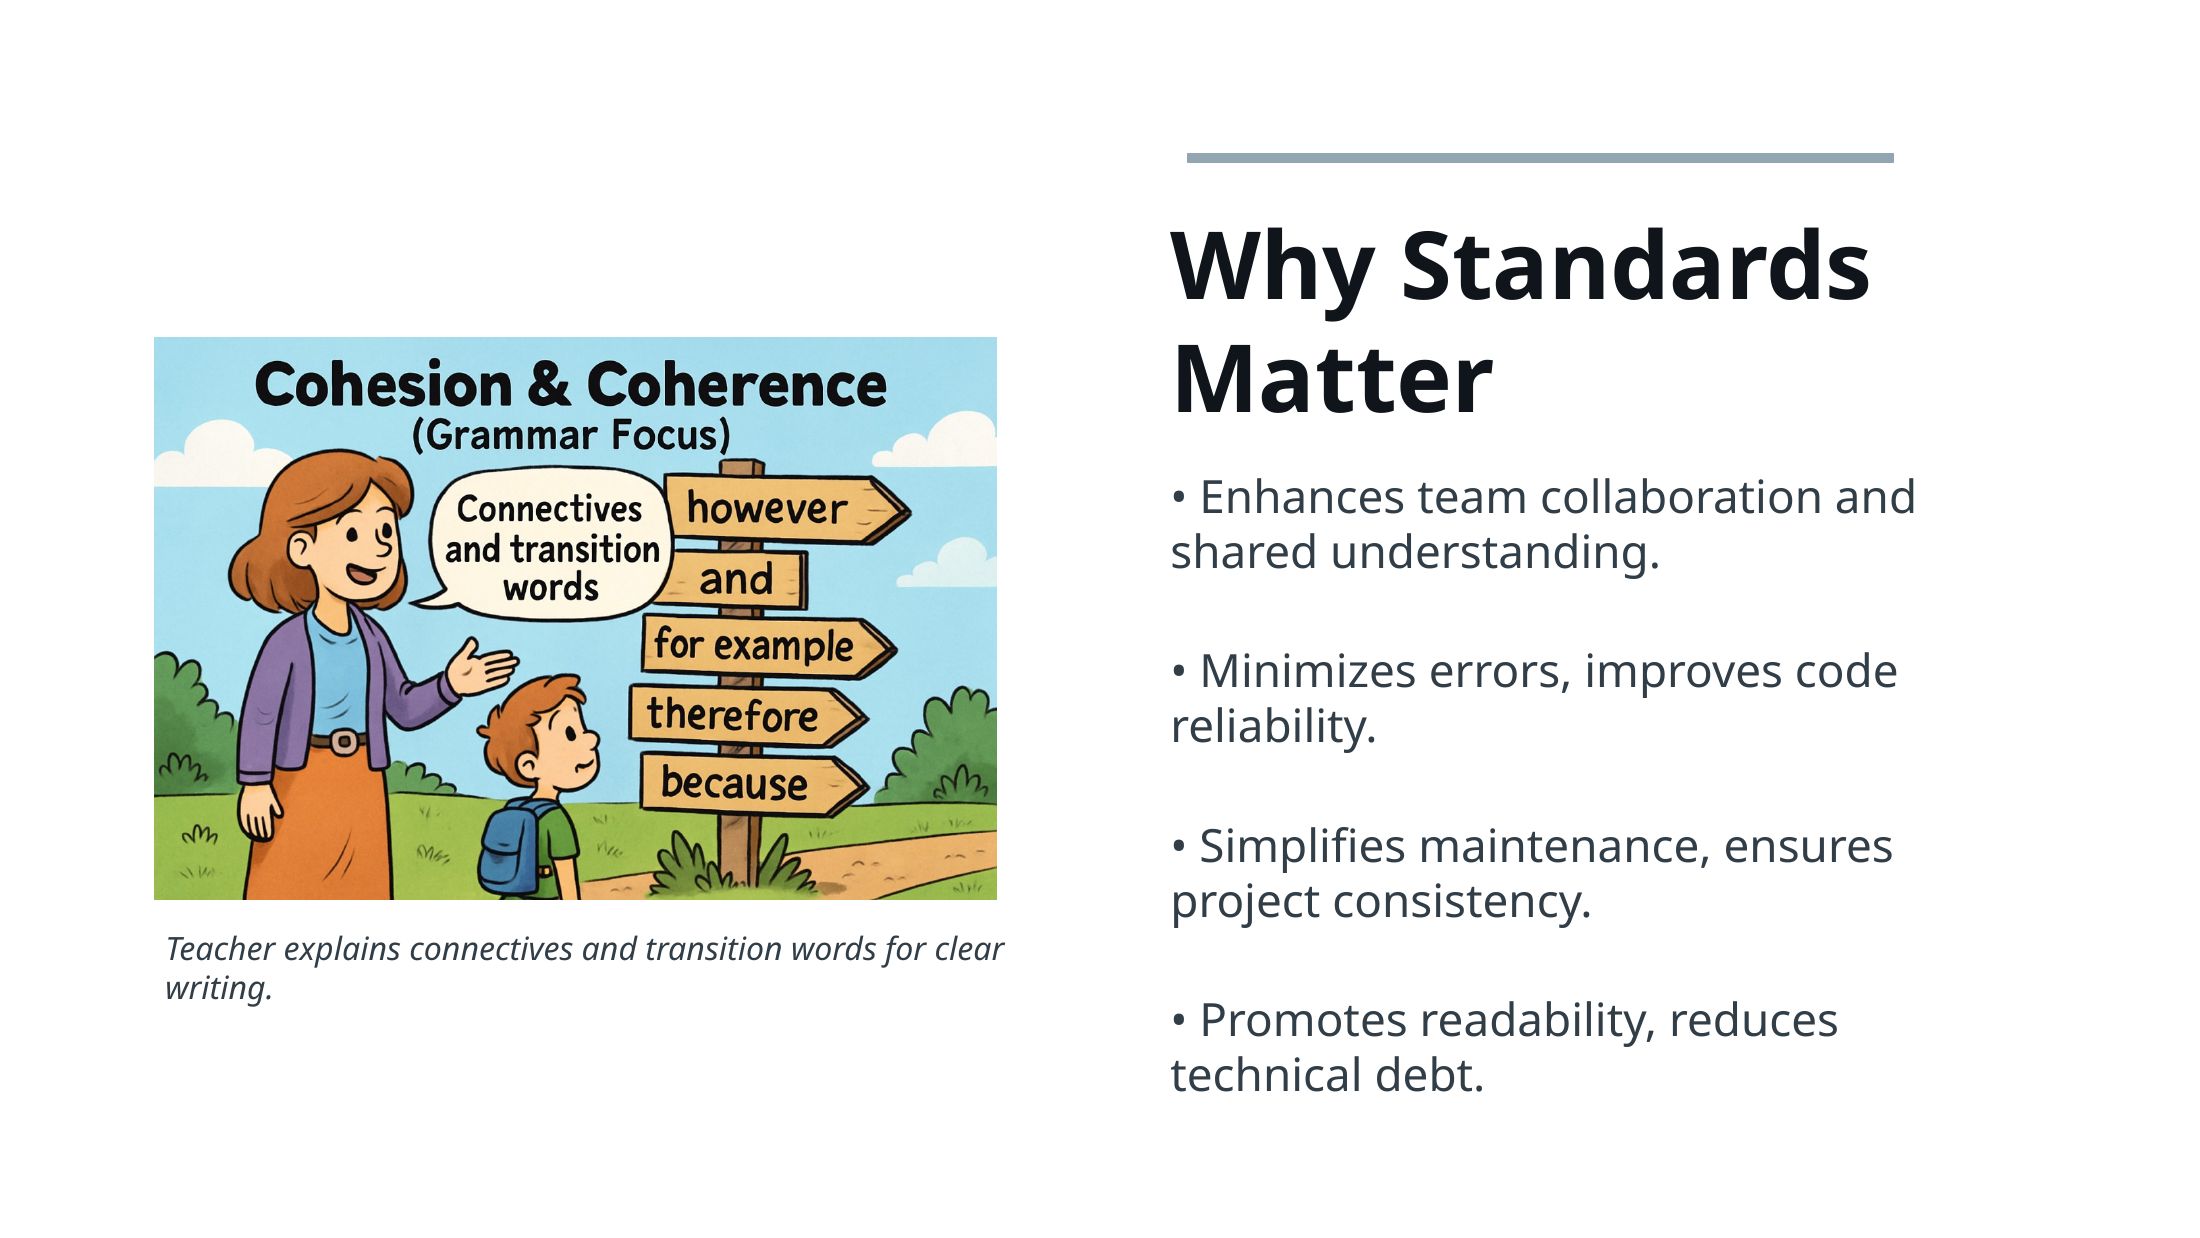 Cohesion & Coherence
(Grammar Focus)
Connectives
and transition
words
however
and
for example
therefore
because
Teacher explains connectives and transition words for clear
writing.
Why Standards
Matter
• Enhances team collaboration and
shared understanding.
• Minimizes errors, improves code
reliability.
• Simplifies maintenance, ensures
project consistency.
• Promotes readability, reduces
technical debt.